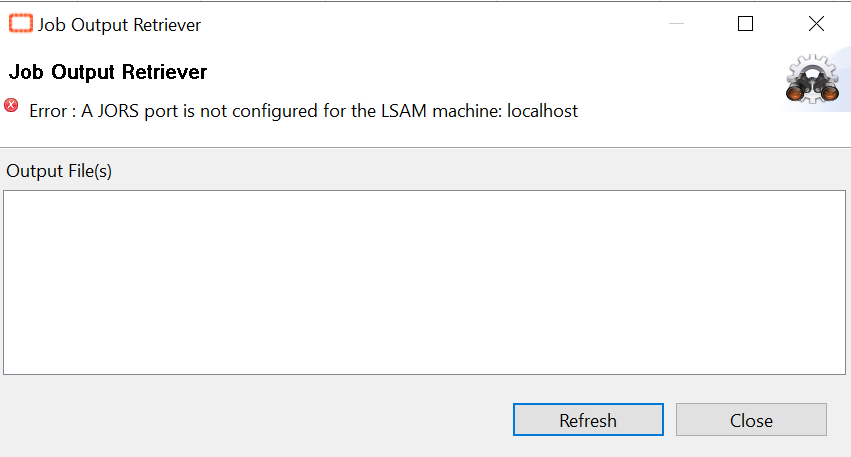 Job Output Retriever
Job Output Retriever
Error : A JORS port is not configured for the LSAM machine: localhost
Output File(s)
Refresh Close